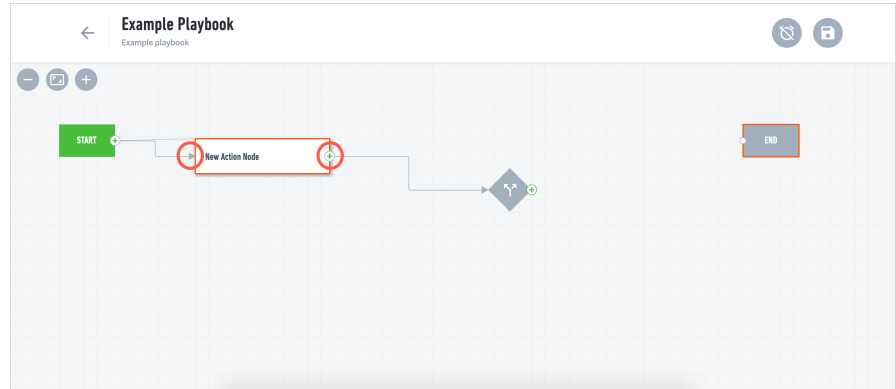 Example Playbook
Example playbook
START
New Action Node
END